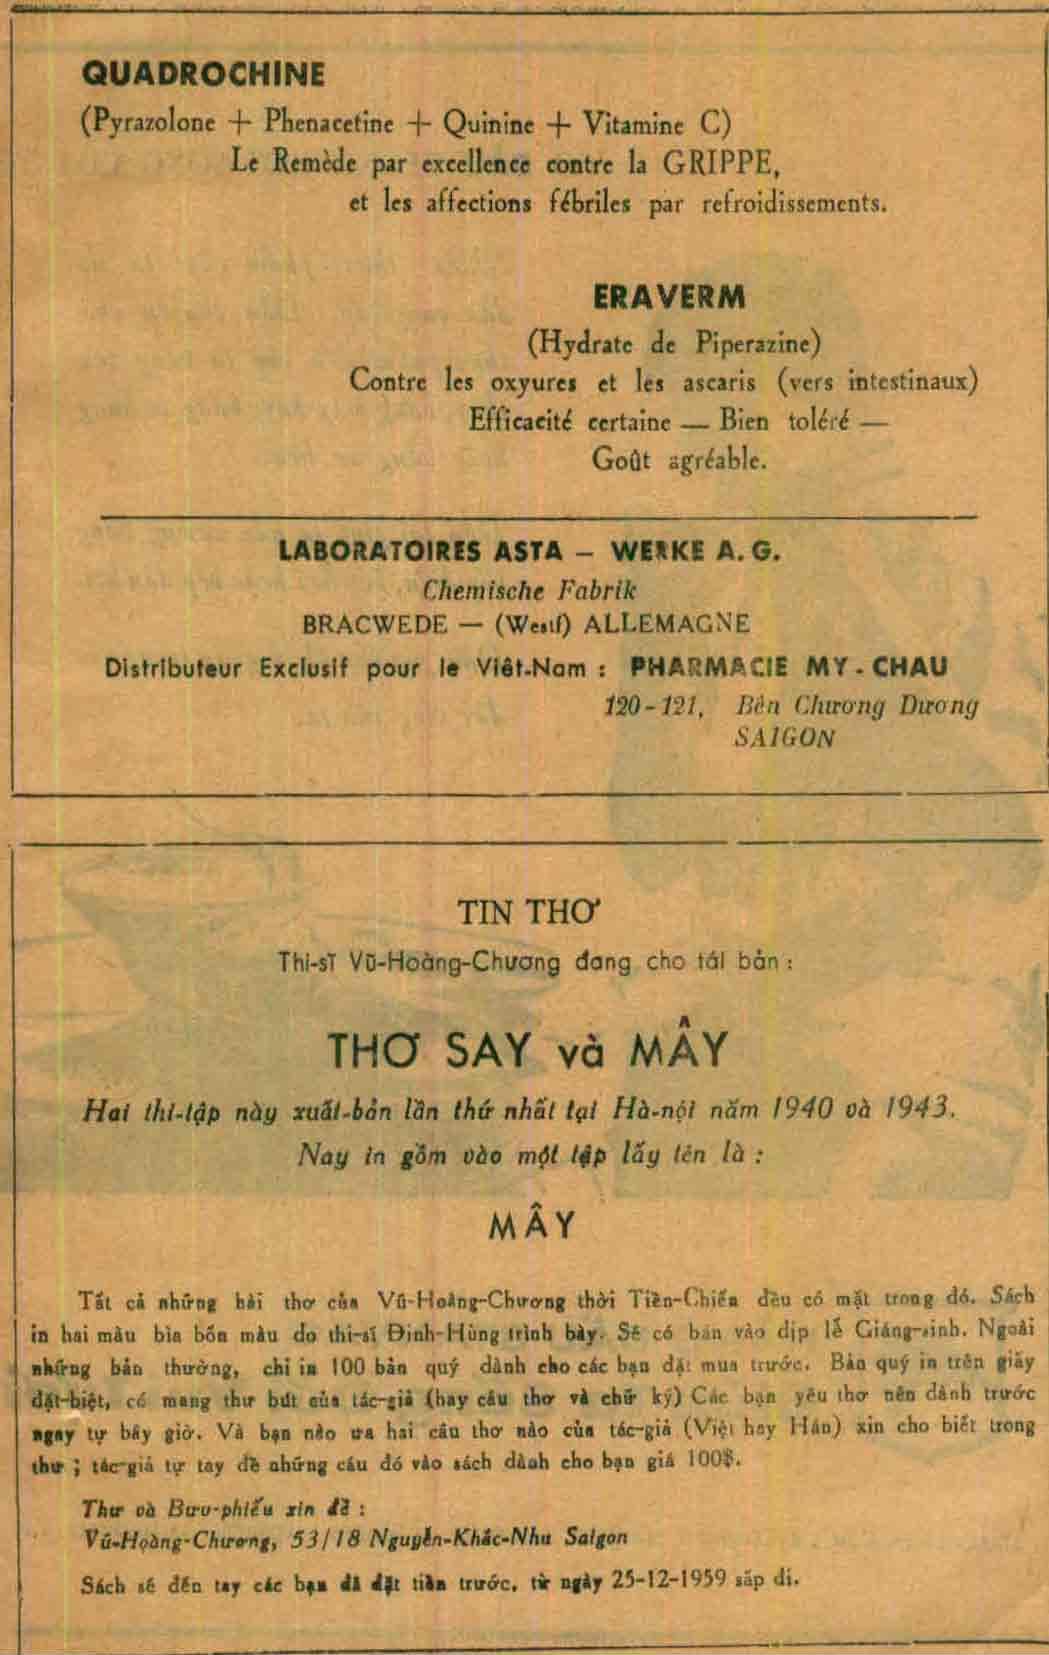 QUADROCHINE
(Pyrazolone + Phenacetine + Quinine + Vitamine C)
Le Remède par excellence contre la GRIPPE,
et les affections fébriles par refroidissements.
ERAVERM
(Hydrate de Piperazine)
Contre les oxyures et les ascaris (vers intestinaux)
Efficacité certaine — Bien toléré —
Goût agréable.
LABORATOIRES ASTA – WERKE A. G.
Chemische Fabrik
BRACWEDE — (Westf) ALLEMAGNE
Distributeur Exclusif pour le Viêt-Nam : PHARMACIE MY - CHAU
120-121, Bên Chương Dương
SAIGON
TIN THƠ
Thi-sĩ Vũ-Hoàng-Chương đang cho tái bản :
THƠ SAY và MÂY
Hai thi-tập này xuất-bản lần thứ nhất tại Hà-nội năm 1940 và 1943.
Nay in gồm vào một tập lấy tên là :
MÂY
Tất cả những bài thơ của Vũ-Hoàng-Chương thời Tiền-Chiến đều có mặt trong đó. Sách
in hai màu bìa bốn màu do thi-sĩ Đinh-Hùng trình bày. Sẽ có bán vào dịp lễ Giáng-sinh. Ngoài
những bản thường, chỉ in 100 bản quý dành cho các bạn đặt mua trước. Bản quý in trên giấy
đặt-biệt, có mang thư bút của tác-giả (hay câu thơ và chữ ký) Các bạn yêu thơ nên dành trước
ngay tự bây giờ. Và bạn nào ưa hai câu thơ nào của tác-giả (Việt hay Hán) xin cho biết trong
thư ; tác-giả tự tay đề những câu đó vào sách dành cho bạn giá 100$.
Thư và Bưu-phiếu xin đề :
Vũ-Hoàng-Chương, 53/18 Nguyễn-Khắc-Nhu Saigon
Sách sẽ đến tay các bạn đã đặt tiền trước, từ ngày 25-12-1959 sắp đi.